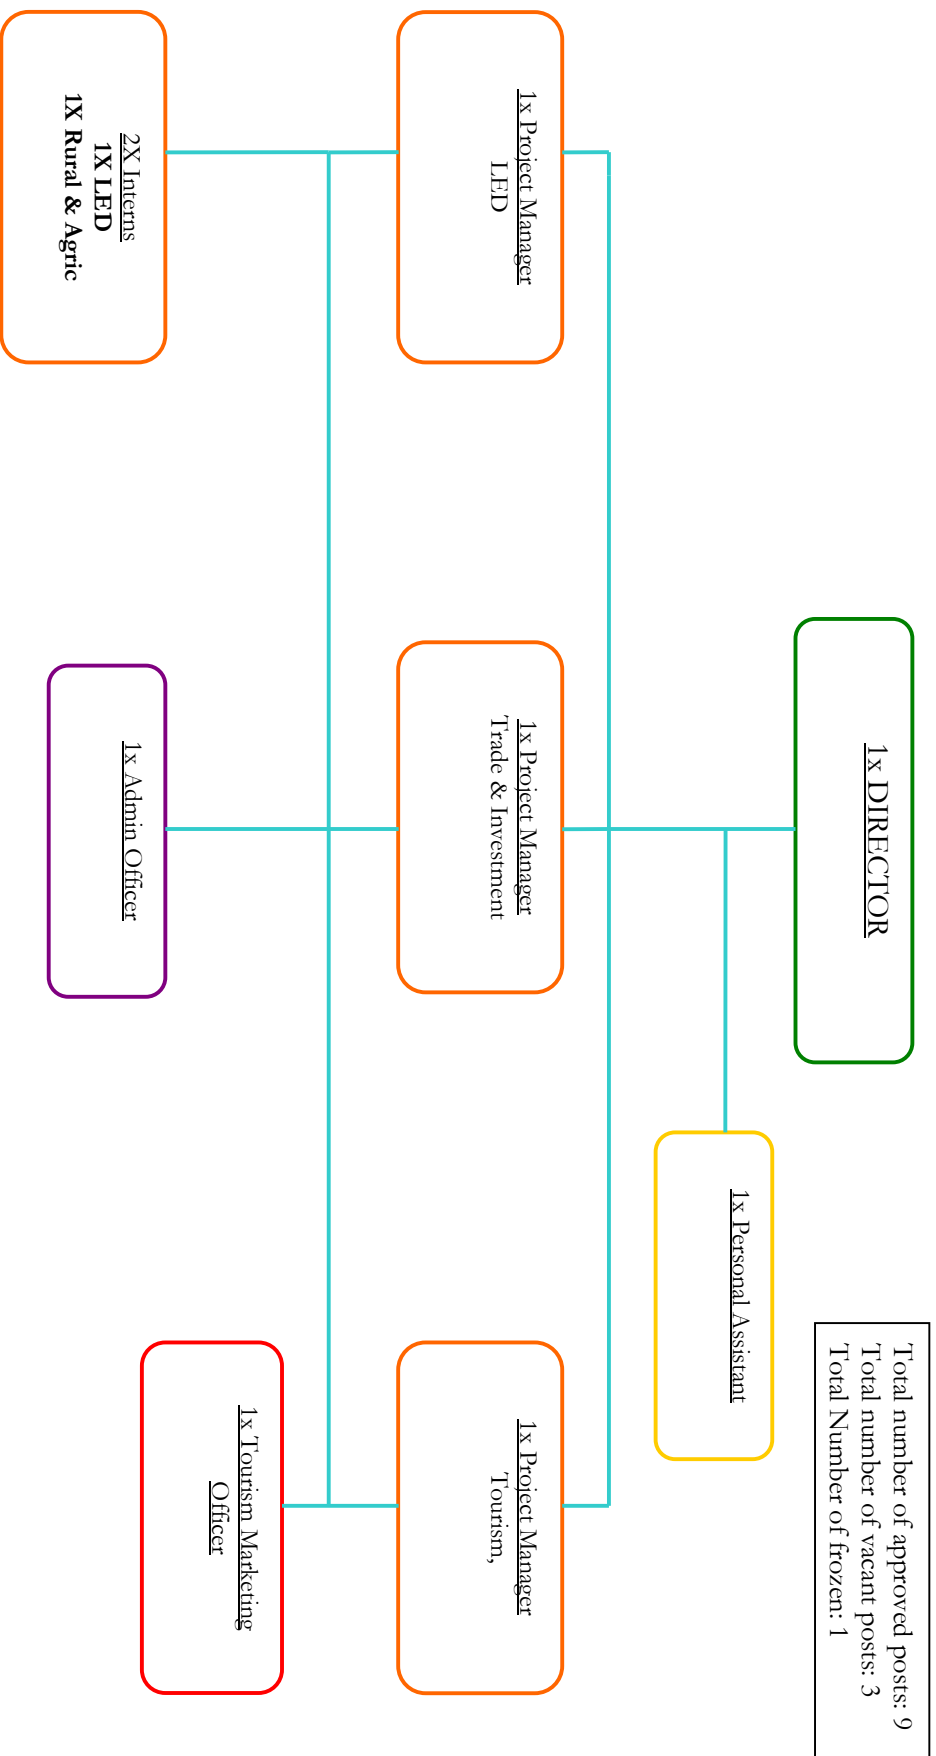 1x DIRECTOR
Total number of approved posts: 9
Total number of vacant posts: 3
Total Number of frozen: 1
1x Personal Assistant
1x Project Manager
LED
1x Project Manager
Trade & Investment
1x Project Manager
Tourism,
2X Interns
1X LED
1X Rural & Agric
1x Admin Officer
1x Tourism Marketing
Officer